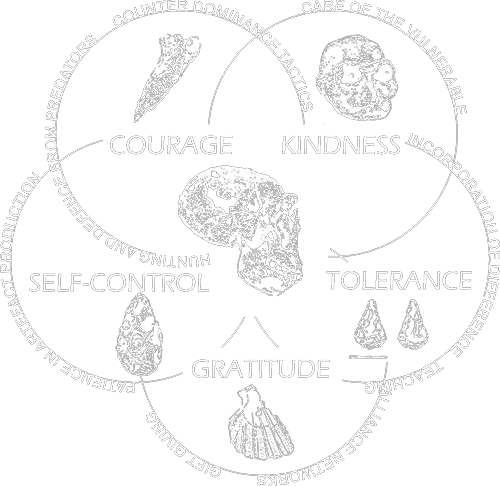 COUNTER DOMINANCE TACTICS
CARE OF THE VULNERABLE
HUNTING AND DEFENCE FROM PREDATORS
COURAGE
KINDNESS
INCORPORATION OF DIFFERENCE
PATIENCE IN ARTEFACT PRODUCTION
SELF-CONTROL
TOLERANCE
TEACHING
GRATITUDE
GIFT GIVING
ALLIANCE NETWORKS